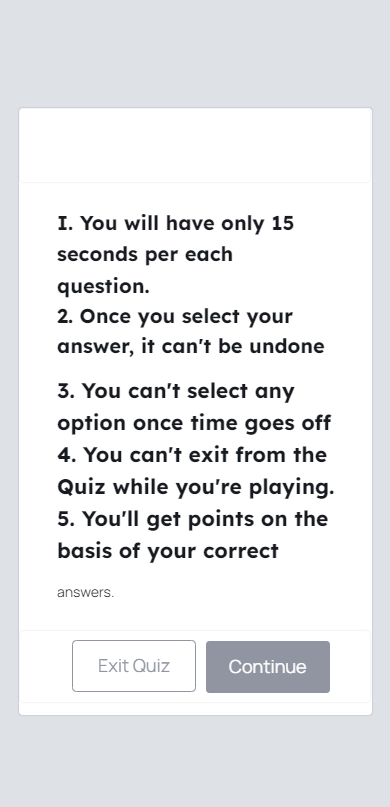 I. You will have only 15
seconds per each
question.
2. Once you select your
answer, it can't be undone
3. You can't select any
option once time goes off
4. You can't exit from the
Quiz while you're playing.
5. You'll get points on the
basis of your correct
answers.
Exit Quiz
Continue